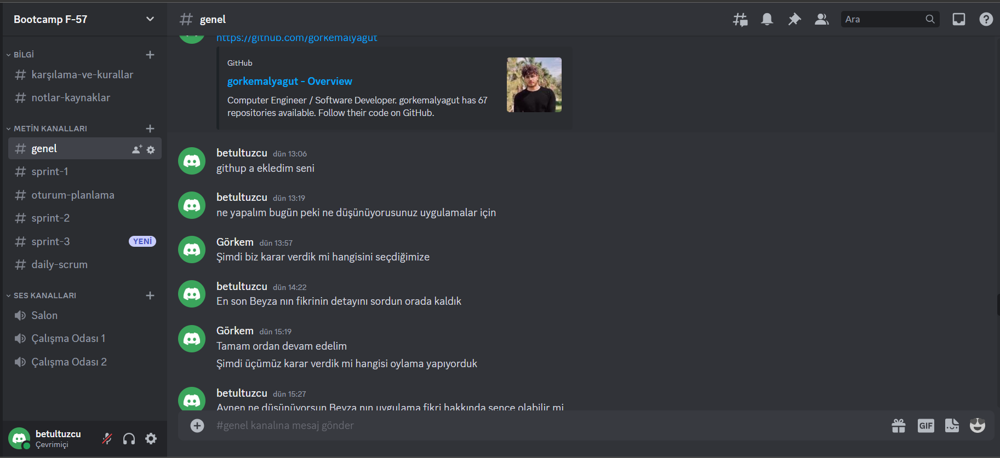 Bootcamp F-57
BİLGİ
karşılama-ve-kurallar
notlar-kaynaklar
METİN KANALLARI
genel
sprint-1
oturum-planlama
sprint-2
sprint-3 YENİ
daily-scrum
SES KANALLARI
Salon
Çalışma Odası 1
Çalışma Odası 2
betultuzcu
Çevrimiçi
genel
Ara
https://github.com/gorkemalyagut
GitHub
gorkemalyagut - Overview
Computer Engineer / Software Developer. gorkemalyagut has 67
repositories available. Follow their code on GitHub.
betultuzcu dün 13:06
githup a ekledim seni
betultuzcu dün 13:19
ne yapalım bugün peki ne düşünüyorusunuz uygulamalar için
Görkem dün 13:57
Şimdi biz karar verdik mi hangisini seçdiğimize
betultuzcu dün 14:22
En son Beyza nın fikrinin detayını sordun orada kaldık
Görkem dün 15:19
Tamam ordan devam edelim
Şimdi üçümüz karar verdik mi hangisi oylama yapıyorduk
betultuzcu dün 15:27
Aynen ne düşünüyorsun Beyza nın uygulama fikri hakkında sence olabilir mi
#genel kanalına mesaj gönder
GIF